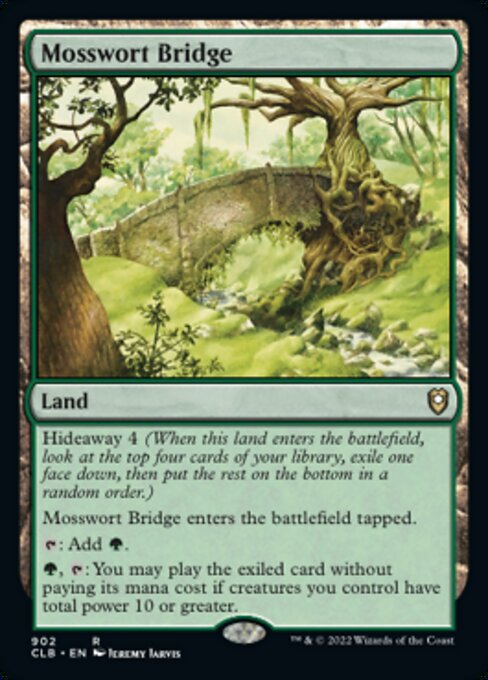 Mosswort Bridge
Land
Hideaway 4 (When this land enters the battlefield,
look at the top four cards of your library, exile one
face down, then put the rest on the bottom in a
random order.)
Mosswort Bridge enters the battlefield tapped.
: Add .
, : You may play the exiled card without
paying its mana cost if creatures you control have
total power 10 or greater.
902 R
CLB • EN Jeremy Jarvis
™ & © 2022 Wizards of the Coast